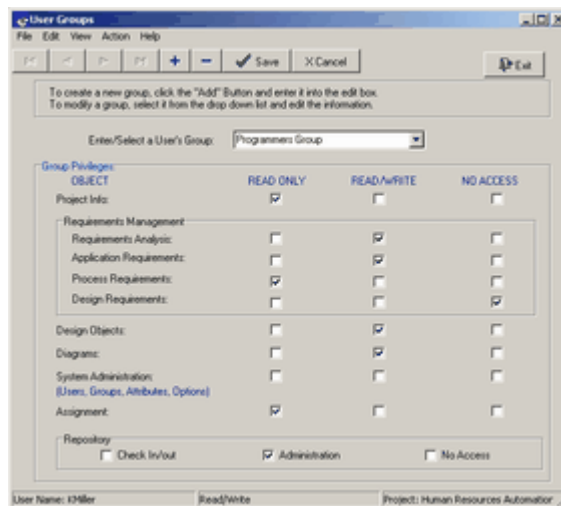 User Groups
File Edit View Action Help
Save X Cancel Exit
To create a new group, click the "Add" Button and enter it into the edit box.
To modify a group, select it from the drop down list and edit the information.
Enter/Select a User's Group: Programmers Group
Group Privileges:
OBJECT READ ONLY READ/WRITE NO ACCESS
Project Info:
Requirements Management
Requirements Analysis:
Application Requirements:
Process Requirements:
Design Requirements:
Design Objects:
Diagrams:
System Administration:
(Users, Groups, Attributes, Options)
Assignment:
Repository
Check In/out Administration No Access
User Name: KMiller Read/Write Project: Human Resources Automation